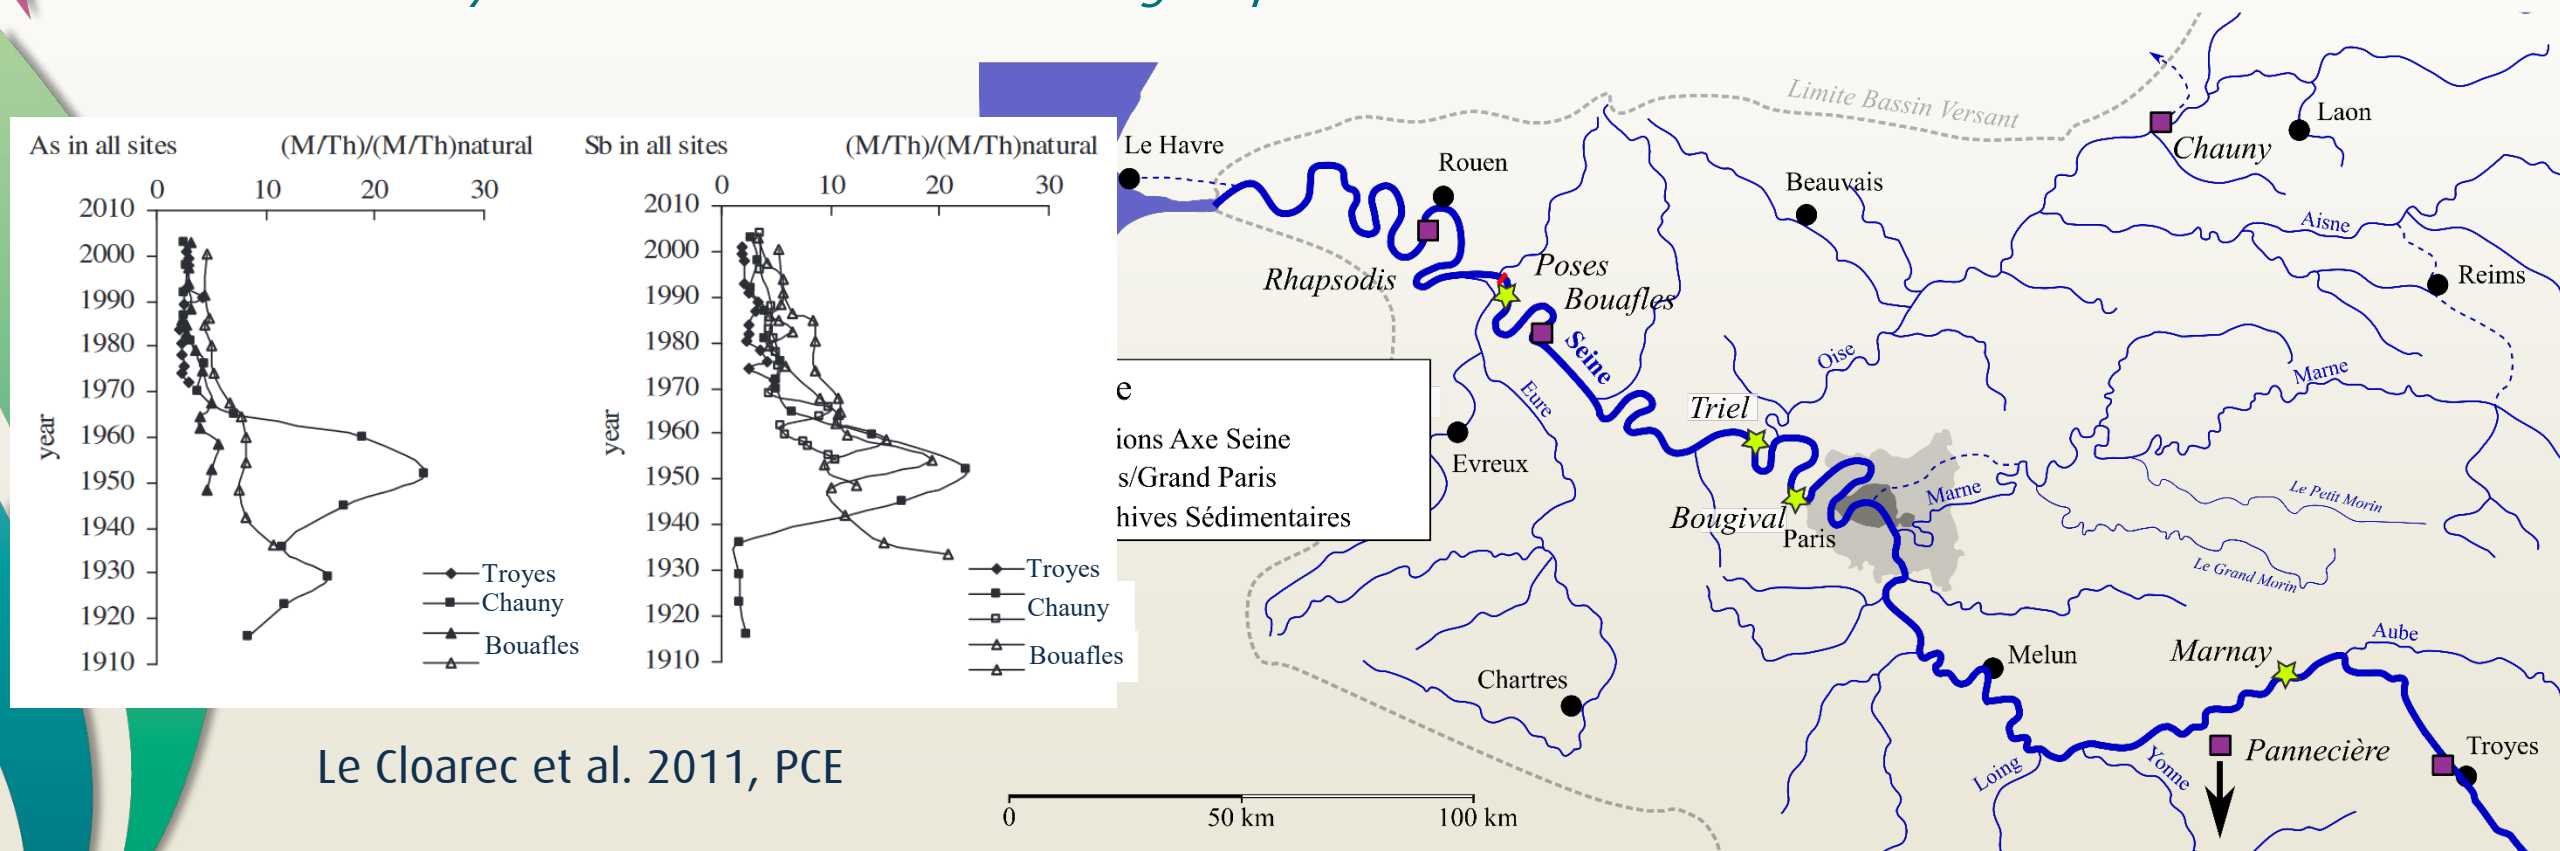 As in all sites
(M/Th)/(M/Th)natural
0 10 20 30
2010
2000
1990
1980
1970
1960
1950
1940
1930
1920
1910
year
Troyes
Chauny
Bouafles
Sb in all sites
(M/Th)/(M/Th)natural
0 10 20 30
2010
2000
1990
1980
1970
1960
1950
1940
1930
1920
1910
year
Troyes
Chauny
Bouafles
Le Cloarec et al. 2011, PCE
Limite Bassin Versant
Le Havre
Rouen
Rhapsodis
Poses
Bouafles
Beauvais
Chauny
Laon
Aisne
Reims
Seine
Eure
Oise
Marne
Triel
Evreux
Bougival
Paris
Marne
Le Petit Morin
Le Grand Morin
e
ions Axe Seine
s/Grand Paris
hives Sédimentaires
Chartres
Melun
Marnay
Aube
Pannecière
Troyes
Loing
Yonne
0 50 km 100 km